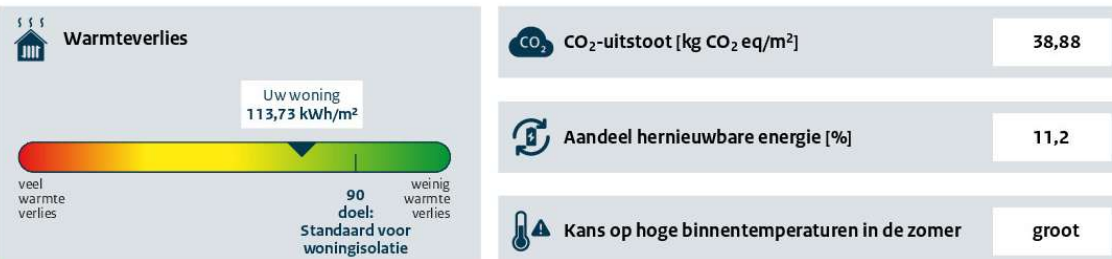 Warmteverlies
Uw woning
113,73 kWh/m²
veel
warmte
verlies
90
doel:
Standaard voor
woningisolatie
weinig
warmte
verlies
CO₂
CO₂-uitstoot [kg CO₂ eq/m²]
38,88
Aandeel hernieuwbare energie [%]
11,2
Kans op hoge binnentemperaturen in de zomer
groot